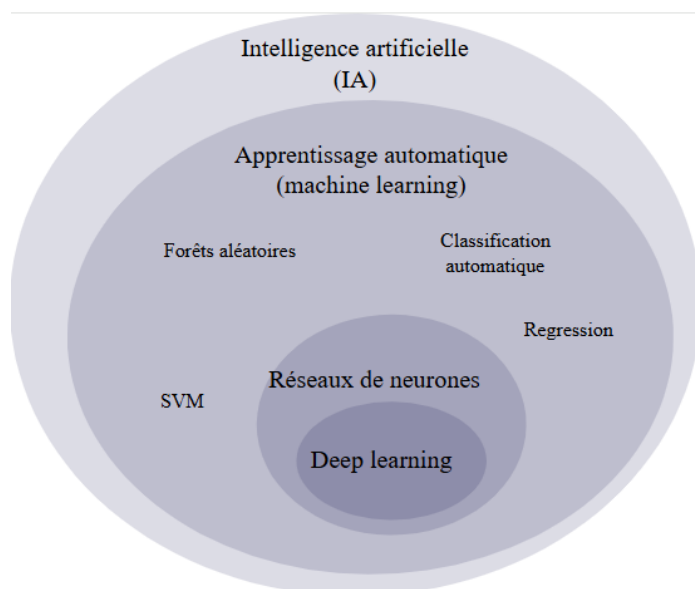 Intelligence artificielle
(IA)
Apprentissage automatique
(machine learning)
Forêts aléatoires
Classification
automatique
Regression
Réseaux de neurones
SVM
Deep learning